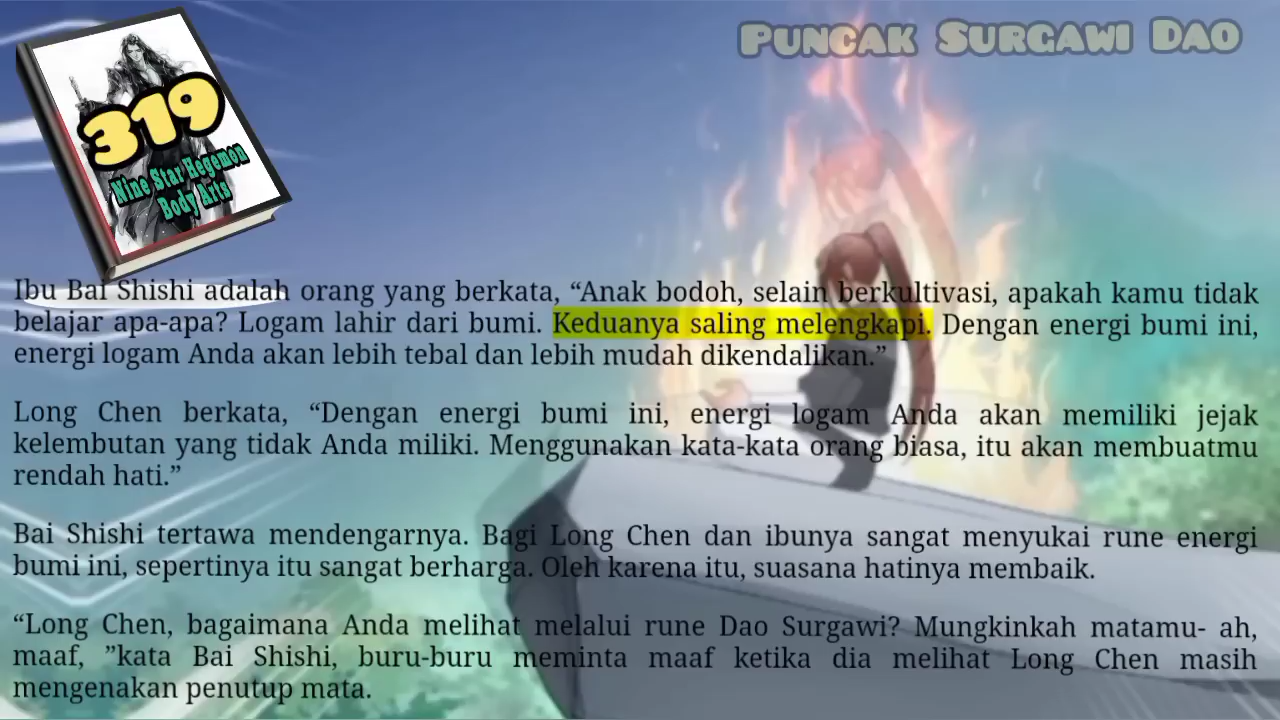 Puncak Surgawi Dao
319
Nine Star Hegemon
Body Arts
Ibu Bai Shishi adalah orang yang berkata, “Anak bodoh, selain berkultivasi, apakah kamu tidak
belajar apa-apa? Logam lahir dari bumi. Keduanya saling melengkapi. Dengan energi bumi ini,
energi logam Anda akan lebih tebal dan lebih mudah dikendalikan.”
Long Chen berkata, “Dengan energi bumi ini, energi logam Anda akan memiliki jejak
kelembutan yang tidak Anda miliki. Menggunakan kata-kata orang biasa, itu akan membuatmu
rendah hati.”
Bai Shishi tertawa mendengarnya. Bagi Long Chen dan ibunya sangat menyukai rune energi
bumi ini, sepertinya itu sangat berharga. Oleh karena itu, suasana hatinya membaik.
“Long Chen, bagaimana Anda melihat melalui rune Dao Surgawi? Mungkinkah matamu- ah,
maaf, ”kata Bai Shishi, buru-buru meminta maaf ketika dia melihat Long Chen masih
mengenakan penutup mata.